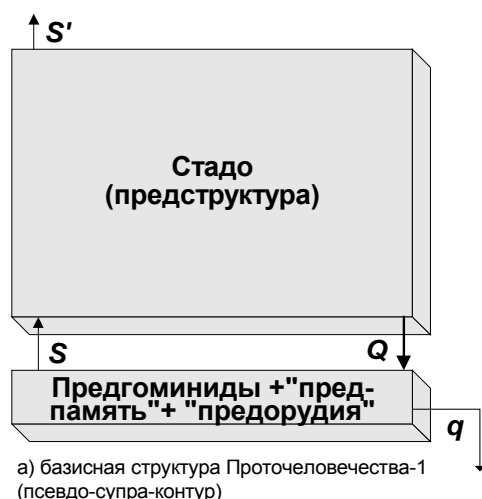 S'
Стадо
(предструктура)
S
Q
Предгоминиды +"пред-
память"+ "предорудия"
q
а) базисная структура Проточеловечества-1
(псевдо-супра-контур)